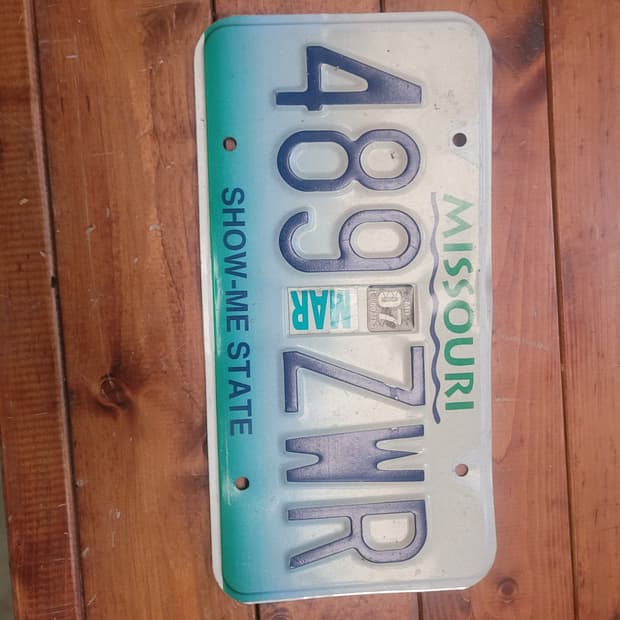 MISSOURI
489 ZWR
MAR
07
SHOW-ME STATE